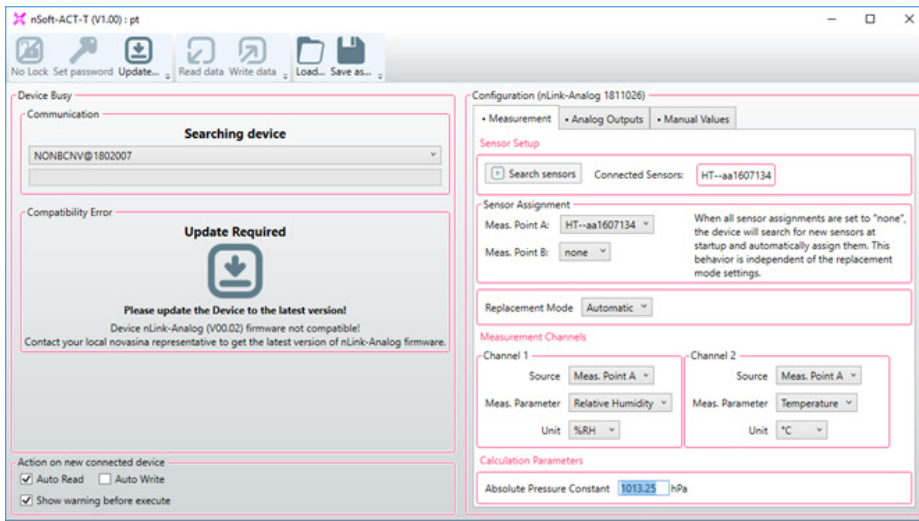 nSoft-ACT-T (V1.00) : pt
No Lock Set password Update... Read data Write data Load... Save as...
Device Busy
Communication
Searching device
NONBCNV@1802007
Compatibility Error
Update Required
Please update the Device to the latest version!
Device nLink-Analog (V00.02) firmware not compatible!
Contact your local novasina representative to get the latest version of nLink-Analog firmware.
Action on new connected device
Auto Read Auto Write
Show warning before execute
Configuration (nLink-Analog 1811026)
• Measurement • Analog Outputs • Manual Values
Sensor Setup
Search sensors Connected Sensors: HT--aa1607134
Sensor Assignment
Meas. Point A: HT--aa1607134
Meas. Point B: none
When all sensor assignments are set to "none",
the device will search for new sensors at
startup and automatically assign them. This
behavior is independent of the replacement
mode settings.
Replacement Mode Automatic
Measurement Channels
Channel 1
Source Meas. Point A
Meas. Parameter Relative Humidity
Unit %RH
Channel 2
Source Meas. Point A
Meas. Parameter Temperature
Unit °C
Calculation Parameters
Absolute Pressure Constant 1013.25 hPa